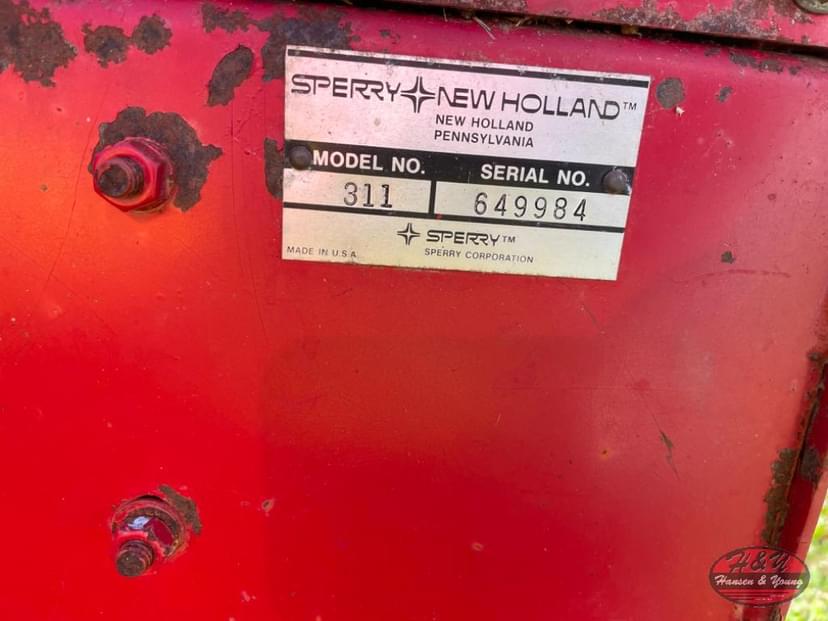 SPERRY NEW HOLLAND™
NEW HOLLAND
PENNSYLVANIA
MODEL NO. SERIAL NO.
311 649984
SPERRY™
MADE IN U.S.A. SPERRY CORPORATION
H&Y
Hansen & Young